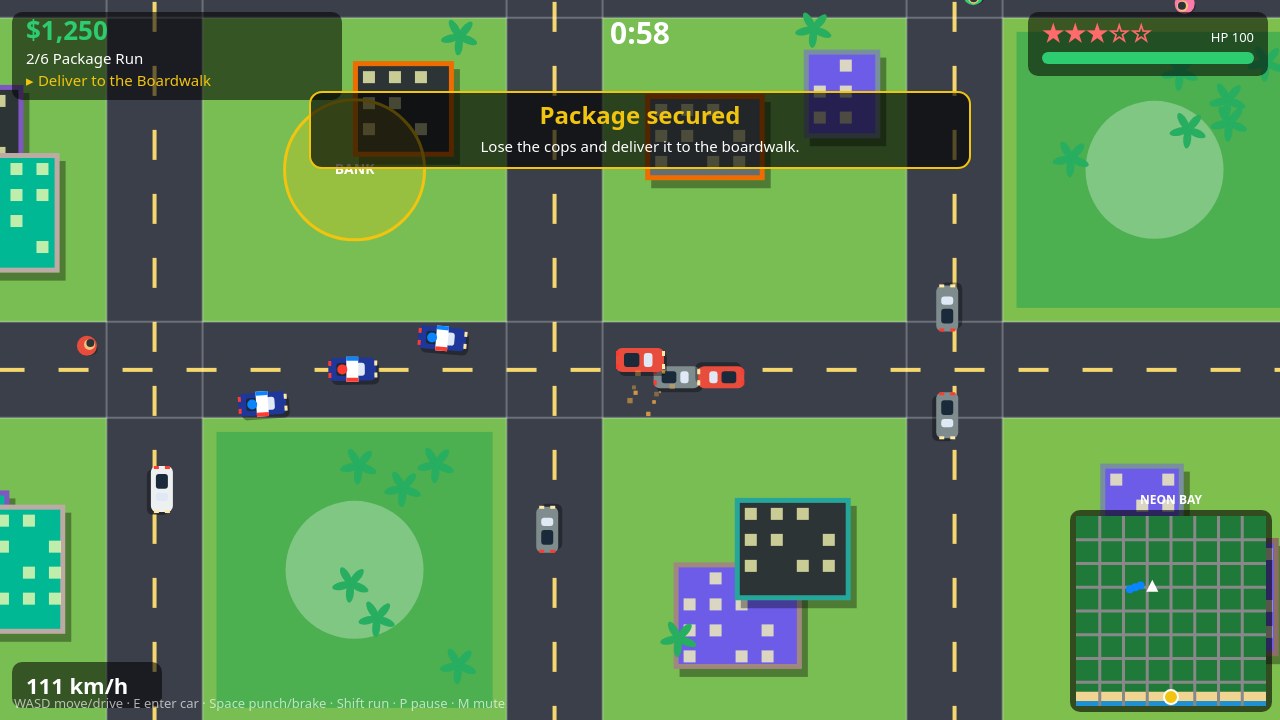 $1,250
2/6 Package Run
▸ Deliver to the Boardwalk
0:58
★★★☆☆ HP 100
Package secured
Lose the cops and deliver it to the boardwalk.
BANK
NEON BAY
111 km/h
WASD move/drive · E enter car · Space punch/brake · Shift run · P pause · M mute